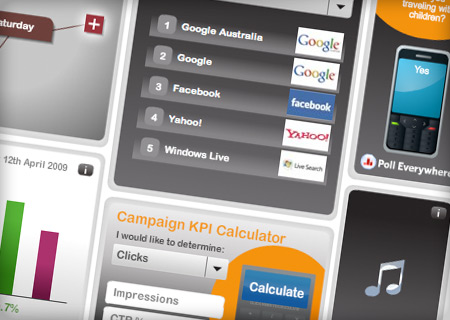 aturday
1 Google Australia
Google
2 Google
Google
3 Facebook
facebook
4 Yahoo!
YAHOO!
5 Windows Live
Live Search
traveling with
children?
Yes
Poll Everywhere
12th April 2009
i
.7%
Campaign KPI Calculator
I would like to determine:
Clicks
Calculate
Impressions
i